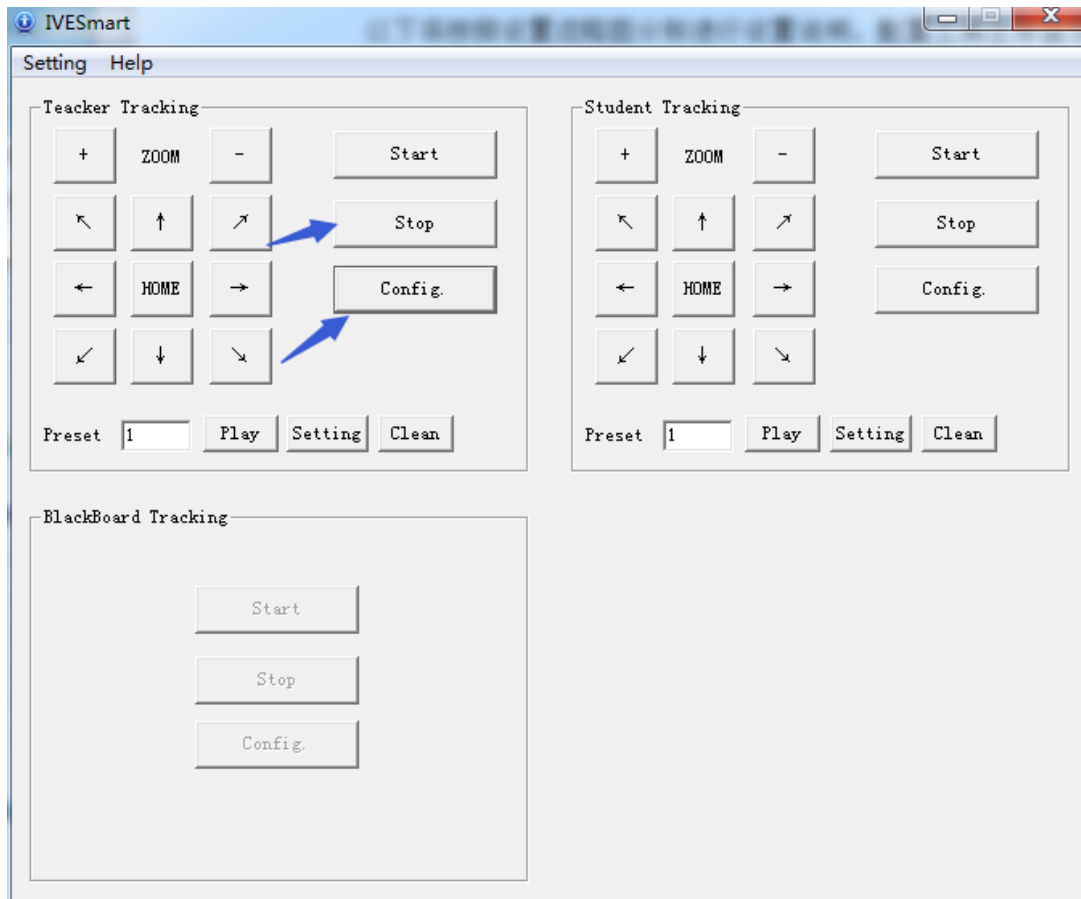 IVESmart
Setting Help
Teacker Tracking
+ ZOOM - Start
↖ ↑ ↗ Stop
← HOME → Config.
↙ ↓ ↘
Preset 1 Play Setting Clean
Student Tracking
+ ZOOM - Start
↖ ↑ ↗ Stop
← HOME → Config.
↙ ↓ ↘
Preset 1 Play Setting Clean
BlackBoard Tracking
Start
Stop
Config.